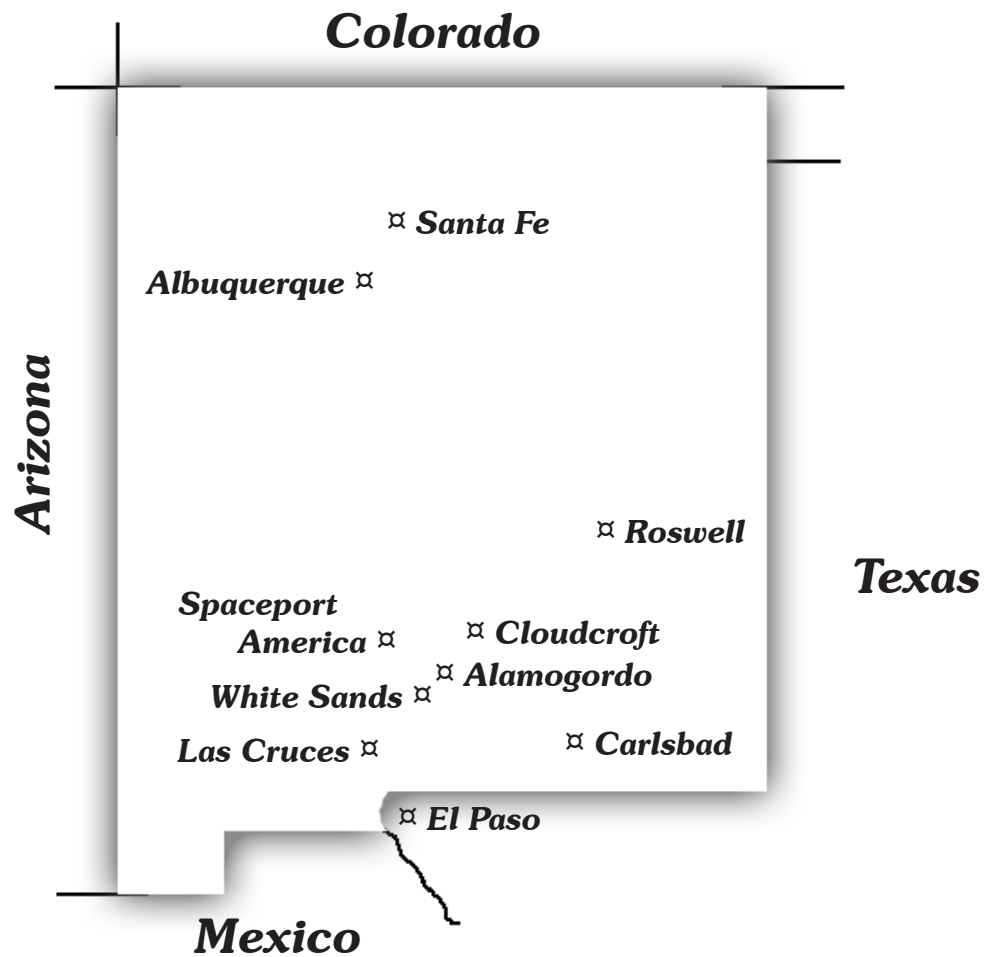 Colorado
Santa Fe
Albuquerque
Arizona
Roswell
Texas
Spaceport
America
Cloudcroft
Alamogordo
White Sands
Las Cruces
Carlsbad
El Paso
Mexico